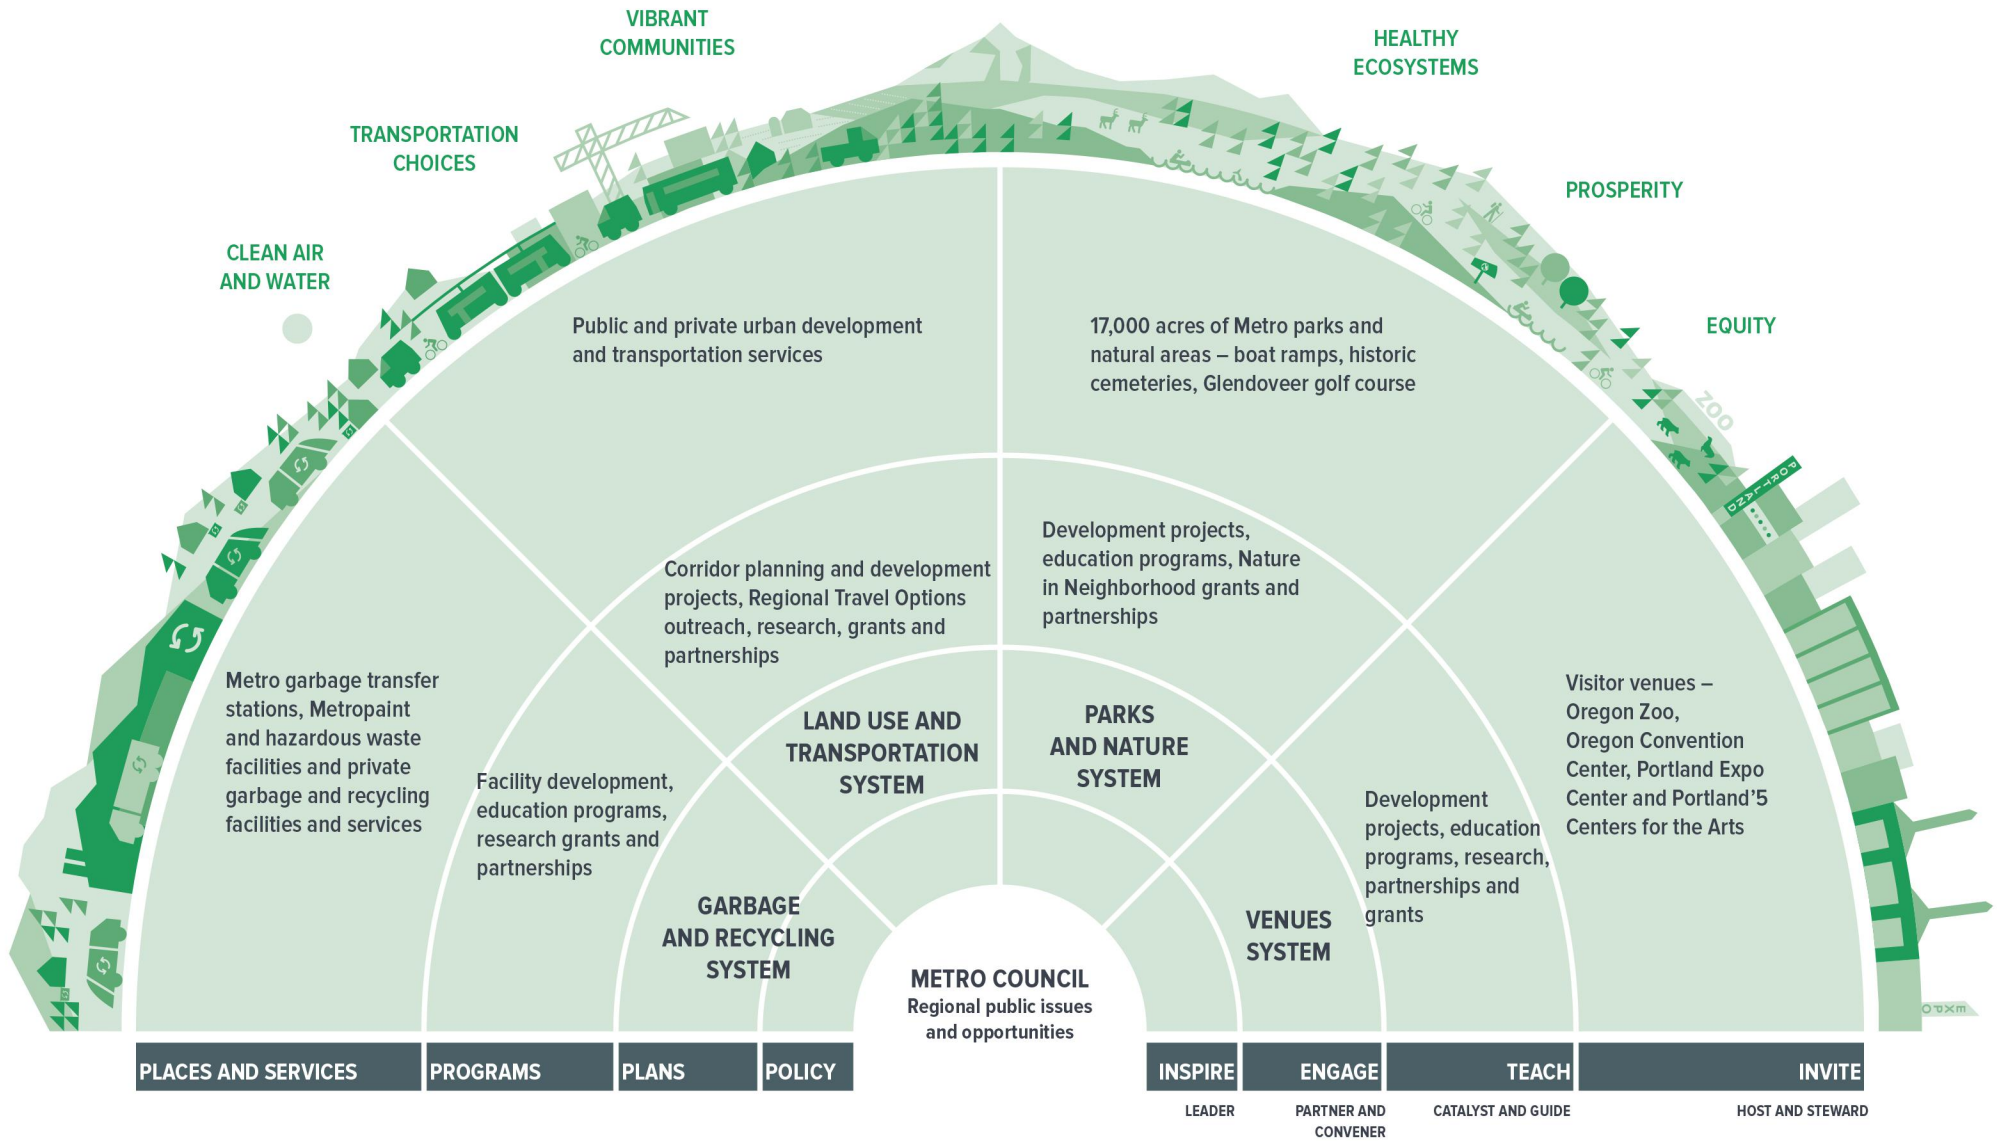 VIBRANT
COMMUNITIES
HEALTHY
ECOSYSTEMS
TRANSPORTATION
CHOICES
PROSPERITY
CLEAN AIR
AND WATER
EQUITY
ZOO
PORTLAND
EXPO
Public and private urban development
and transportation services
17,000 acres of Metro parks and
natural areas – boat ramps, historic
cemeteries, Glendoveer golf course
Corridor planning and development
projects, Regional Travel Options
outreach, research, grants and
partnerships
Development projects,
education programs, Nature
in Neighborhood grants and
partnerships
Metro garbage transfer
stations, Metropaint
and hazardous waste
facilities and private
garbage and recycling
facilities and services
Facility development,
education programs,
research grants and
partnerships
LAND USE AND
TRANSPORTATION
SYSTEM
PARKS
AND NATURE
SYSTEM
Development
projects, education
programs, research,
partnerships and
grants
Visitor venues –
Oregon Zoo,
Oregon Convention
Center, Portland Expo
Center and Portland’5
Centers for the Arts
GARBAGE
AND RECYCLING
SYSTEM
VENUES
SYSTEM
METRO COUNCIL
Regional public issues
and opportunities
PLACES AND SERVICES
PROGRAMS
PLANS
POLICY
INSPIRE
ENGAGE
TEACH
INVITE
LEADER
PARTNER AND
CONVENER
CATALYST AND GUIDE
HOST AND STEWARD